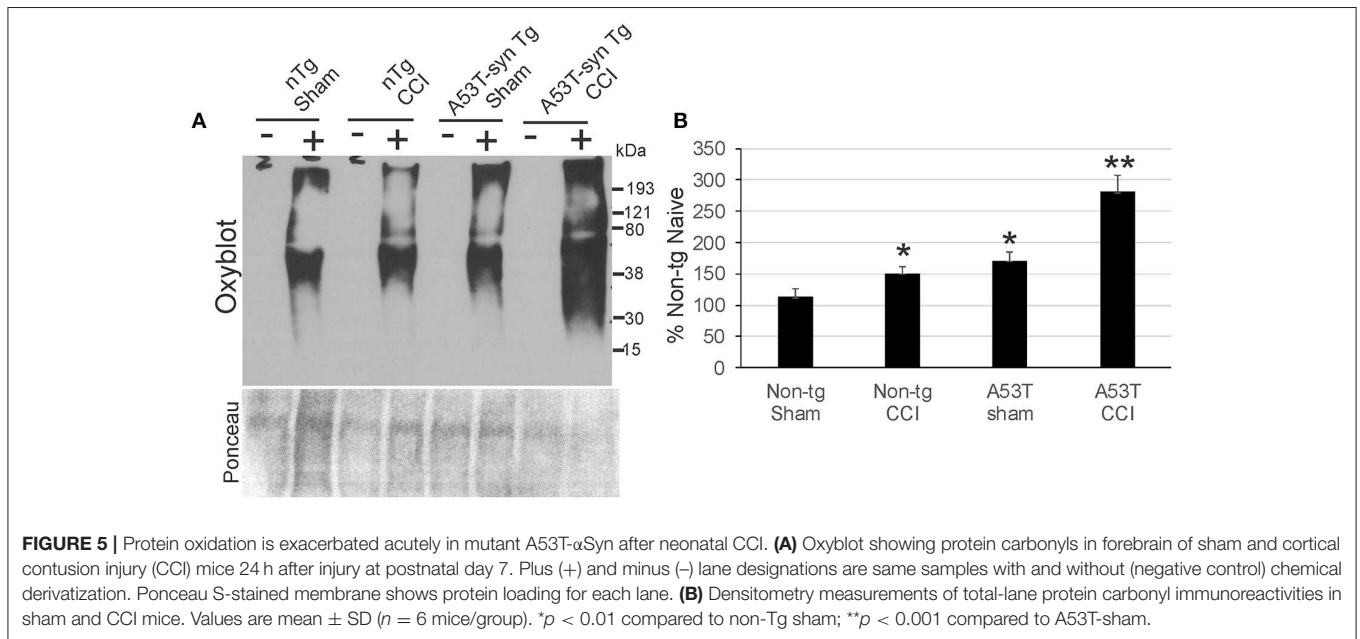 nTg
Sham
nTg
CCI
A53T-syn Tg
Sham
A53T-syn Tg
CCI
A
- + - + - + - +
kDa
193
121
80
38
30
15
Oxyblot
Ponceau
B
% Non-tg Naive
350
300
250
200
150
100
50
0
*
*
**
Non-tg
Sham
Non-tg
CCI
A53T
sham
A53T
CCI
FIGURE 5 | Protein oxidation is exacerbated acutely in mutant A53T-αSyn after neonatal CCI. (A) Oxyblot showing protein carbonyls in forebrain of sham and cortical
contusion injury (CCI) mice 24 h after injury at postnatal day 7. Plus (+) and minus (–) lane designations are same samples with and without (negative control) chemical
derivatization. Ponceau S-stained membrane shows protein loading for each lane. (B) Densitometry measurements of total-lane protein carbonyl immunoreactivities in
sham and CCI mice. Values are mean ± SD (n = 6 mice/group). *p < 0.01 compared to non-Tg sham; **p < 0.001 compared to A53T-sham.